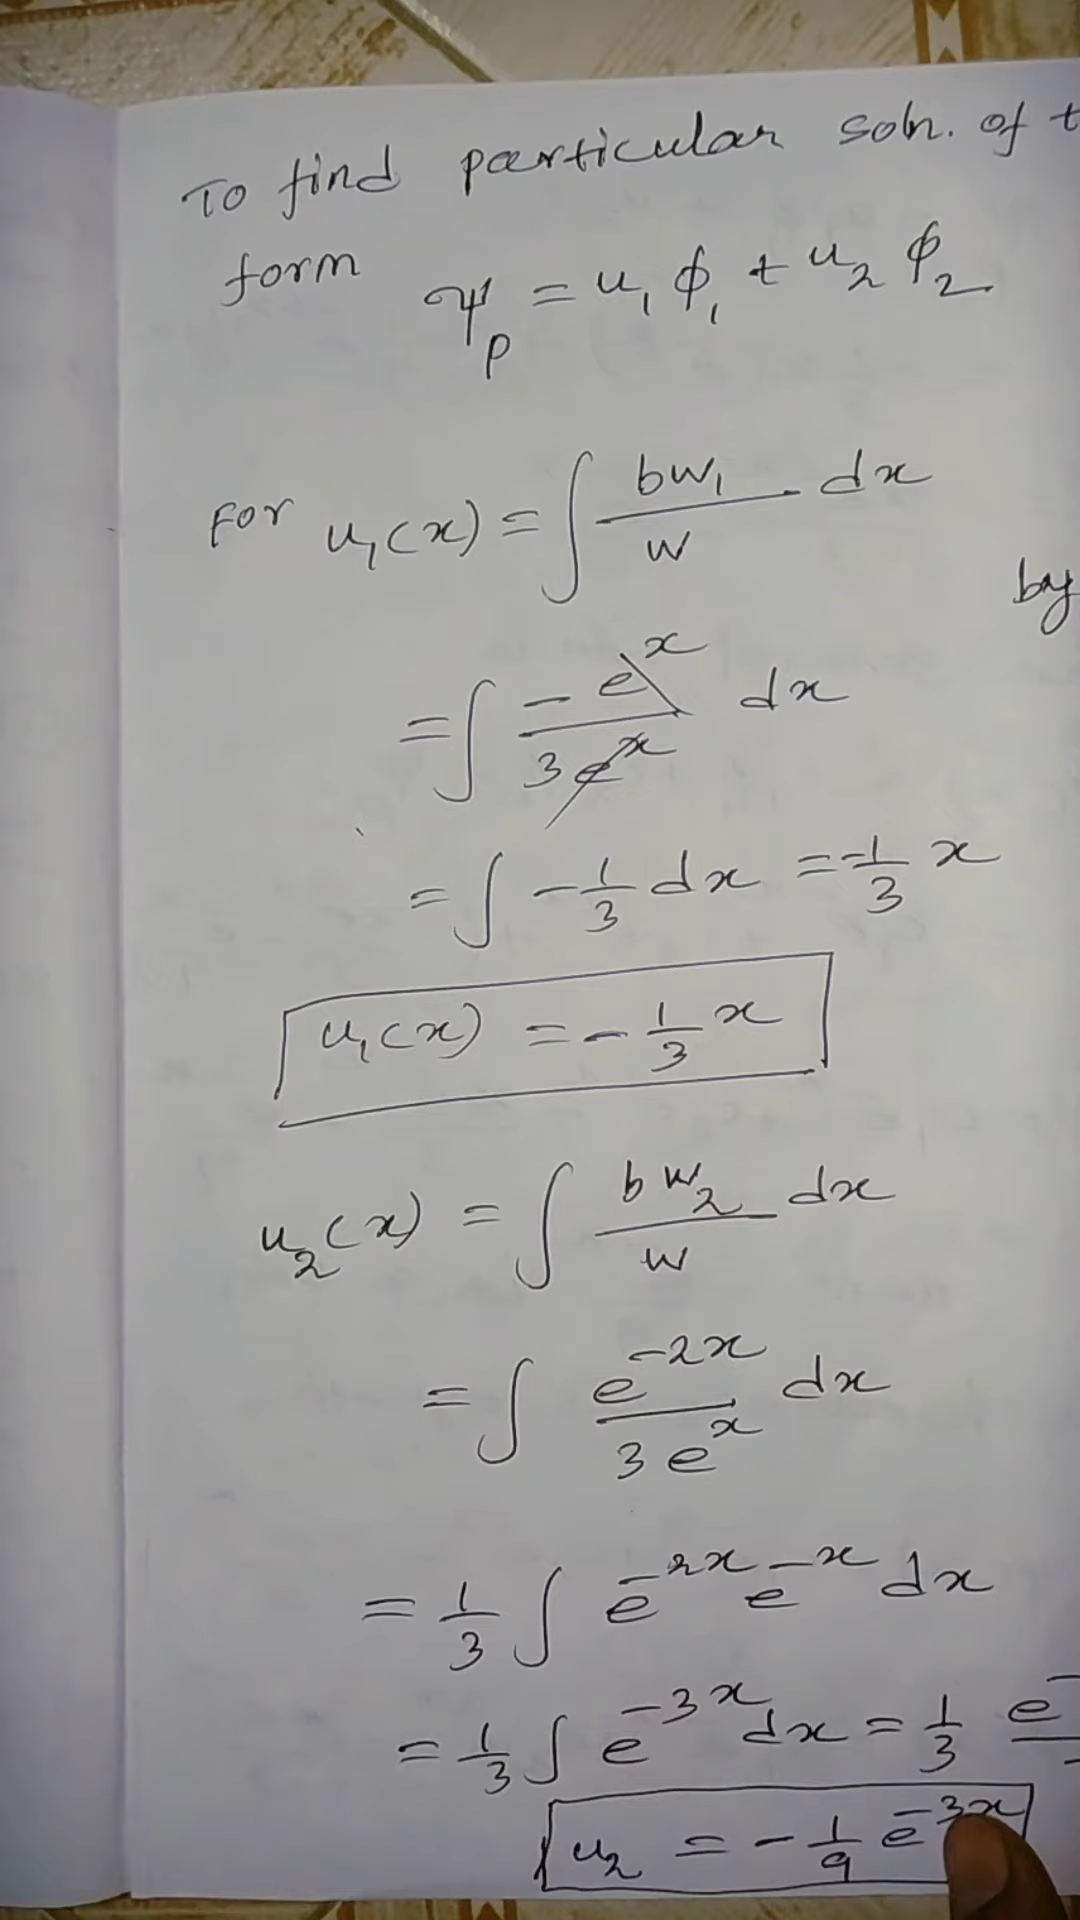 To find particular soln. of t
form ψ_p = u₁ ϕ₁ + u₂ ϕ₂
For u₁(x) = ∫ bw₁/w dx
by
= ∫ -e^x/3e^x dx
= ∫ -1/3 dx = -1/3 x
u₁(x) = -1/3 x
u₂(x) = ∫ bw₂/w dx
= ∫ e^-2x/3e^x dx
= 1/3 ∫ e^-2x e^-x dx
= 1/3 ∫ e^-3x dx = 1/3 e^-
u₂ = -1/9 e^-3x